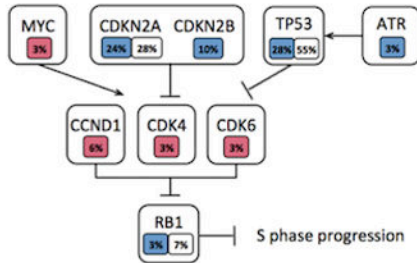 MYC
3%
CDKN2A CDKN2B
24% 28% 10%
TP53
28% 55%
ATR
3%
CCND1
6%
CDK4
3%
CDK6
3%
RB1
3% 7%
S phase progression